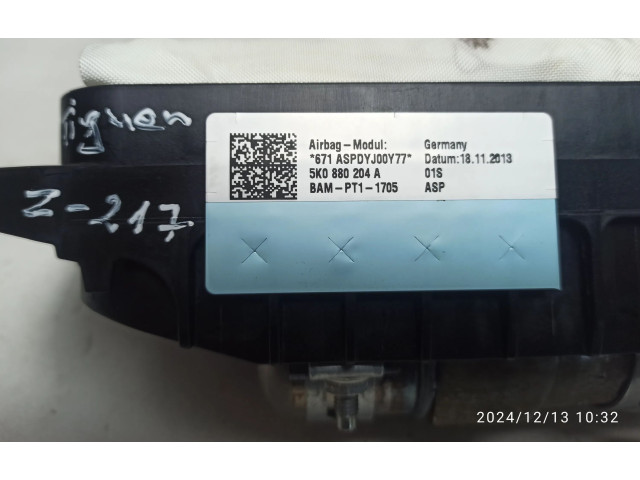 Tiguan
Z-217
Airbag-Modul: Germany
*671 ASPDYJ00Y77* Datum:18.11.2013
5K0 880 204 A 01S
BAM-PT1-1705 ASP
2024/12/13 10:32